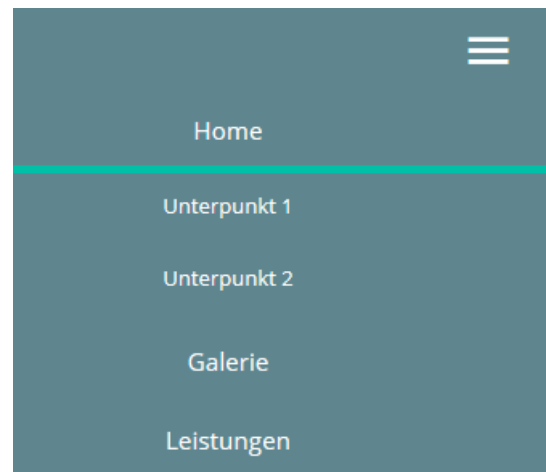 Home
Unterpunkt 1
Unterpunkt 2
Galerie
Leistungen